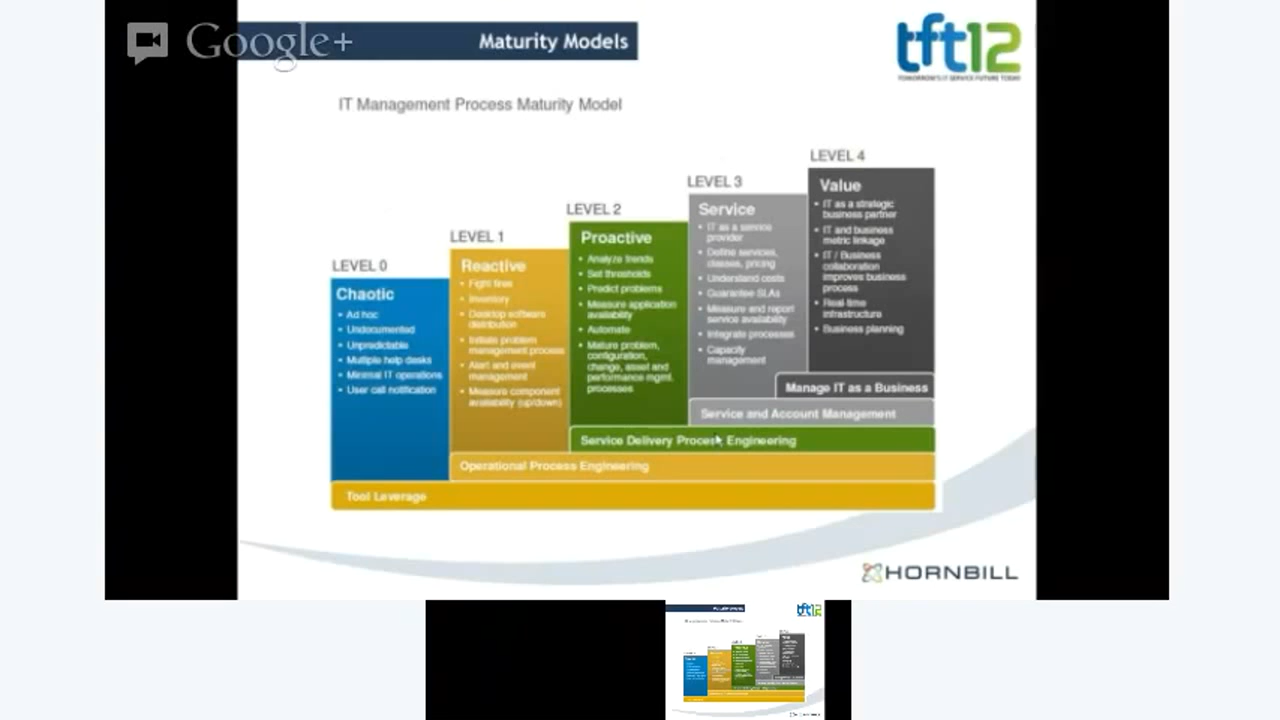 Google+
Maturity Models
tft12
TOMORROW'S IT SERVICE FUTURE TODAY
IT Management Process Maturity Model
LEVEL 0
Chaotic
• Ad hoc
• Undocumented
• Unpredictable
• Multiple help desks
• Minimal IT operations
• User call notification
LEVEL 1
Reactive
• Fight fires
• Inventory
• Desktop software
distribution
• Initiate problem
management process
• Alert and event
management
• Measure component
availability (up/down)
LEVEL 2
Proactive
• Analyze trends
• Set thresholds
• Predict problems
• Measure application
availability
• Automate
• Mature problem,
configuration,
change, asset and
performance mgmt.
processes
LEVEL 3
Service
• IT as a service
provider
• Define services,
classes, pricing
• Understand costs
• Guarantee SLAs
• Measure and report
service availability
• Integrate processes
• Capacity
management
LEVEL 4
Value
• IT as a strategic
business partner
• IT and business
metric linkage
• IT / Business
collaboration
improves business
process
• Real-time
infrastructure
• Business planning
Manage IT as a Business
Service and Account Management
Service Delivery Process Engineering
Operational Process Engineering
Tool Leverage
HORNBILL
tft12